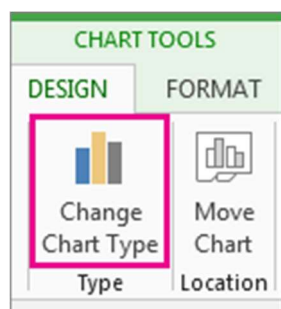 CHART TOOLS
DESIGN FORMAT
Change Move
Chart Type Chart
Type Location